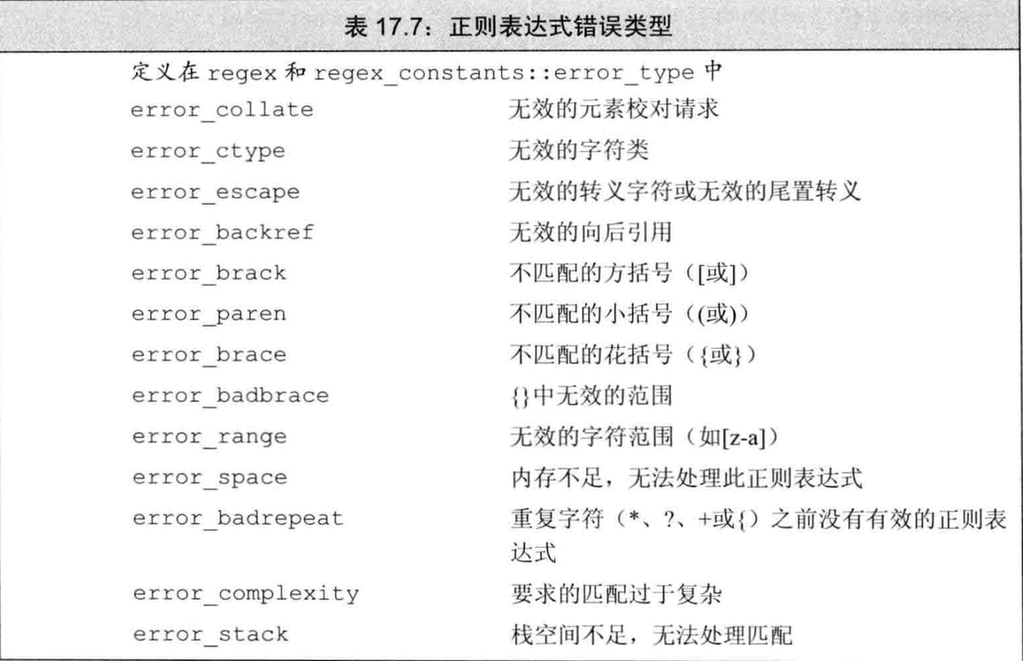 表 17.7：正则表达式错误类型
定义在 regex 和 regex_constants::error_type 中
error_collate 无效的元素校对请求
error_ctype 无效的字符类
error_escape 无效的转义字符或无效的尾置转义
error_backref 无效的向后引用
error_brack 不匹配的方括号（[或]）
error_paren 不匹配的小括号（(或)）
error_brace 不匹配的花括号（{或}）
error_badbrace {}中无效的范围
error_range 无效的字符范围（如[z-a]）
error_space 内存不足，无法处理此正则表达式
error_badrepeat 重复字符（*、?、+或{）之前没有有效的正则表
达式
error_complexity 要求的匹配过于复杂
error_stack 栈空间不足，无法处理匹配